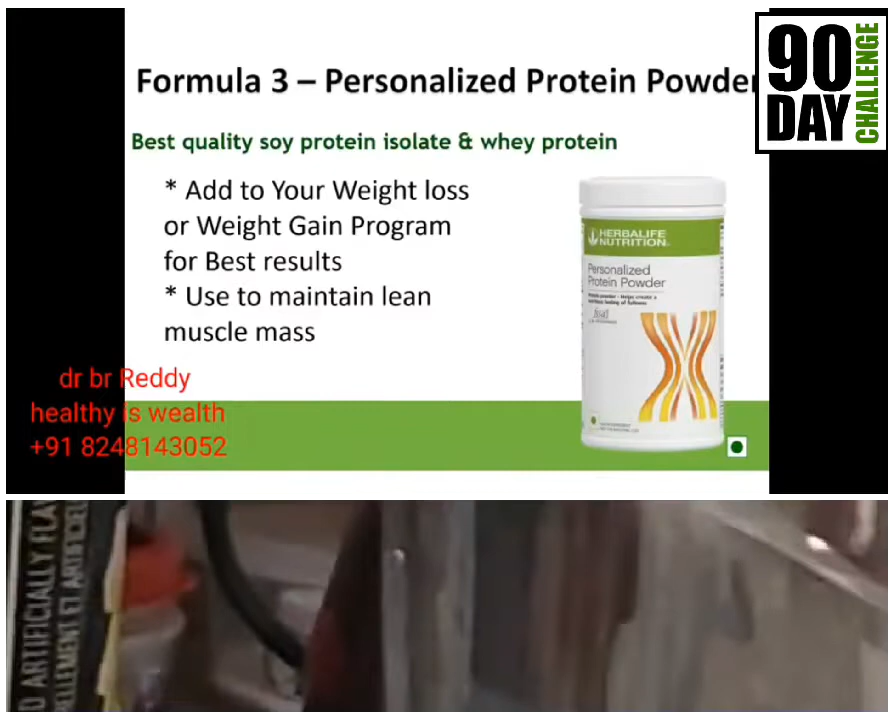 Formula 3 – Personalized Protein Powder
90
DAY
CHALLENGE
Best quality soy protein isolate & whey protein
* Add to Your Weight loss
or Weight Gain Program
for Best results
* Use to maintain lean
muscle mass
HERBALIFE
NUTRITION
Personalized
Protein Powder
dr br Reddy
healthy is wealth
+91 8248143052
ARTIFICIALLY
ET